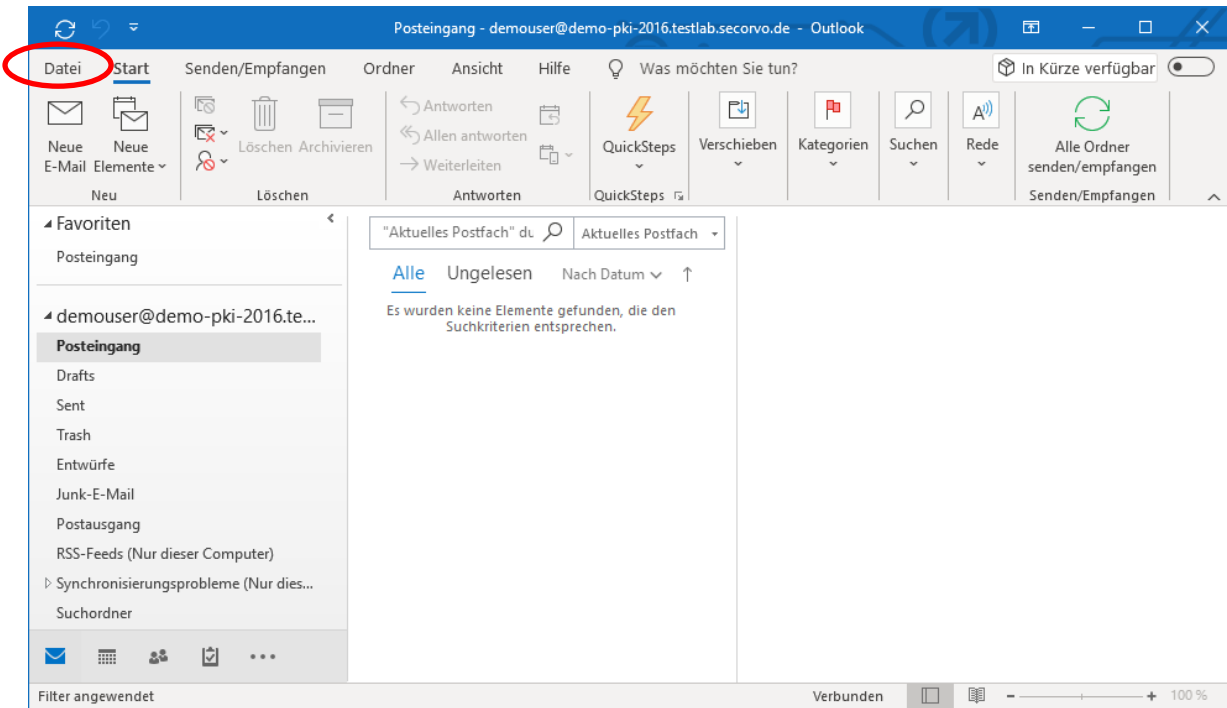 Posteingang - demouser@demo-pki-2016.testlab.secorvo.de - Outlook
Datei Start Senden/Empfangen Ordner Ansicht Hilfe Was möchten Sie tun? In Kürze verfügbar
Neue E-Mail
Neue Elemente
Löschen Archivieren
Antworten
Allen antworten
Weiterleiten
QuickSteps
Verschieben
Kategorien
Suchen
Rede
Alle Ordner
senden/empfangen
Neu Löschen Antworten QuickSteps Senden/Empfangen
Favoriten
Posteingang
demouser@demo-pki-2016.te...
Posteingang
Drafts
Sent
Trash
Entwürfe
Junk-E-Mail
Postausgang
RSS-Feeds (Nur dieser Computer)
Synchronisierungsprobleme (Nur dies...
Suchordner
"Aktuelles Postfach" du Aktuelles Postfach
Alle Ungelesen Nach Datum
Es wurden keine Elemente gefunden, die den
Suchkriterien entsprechen.
Filter angewendet Verbunden 100 %